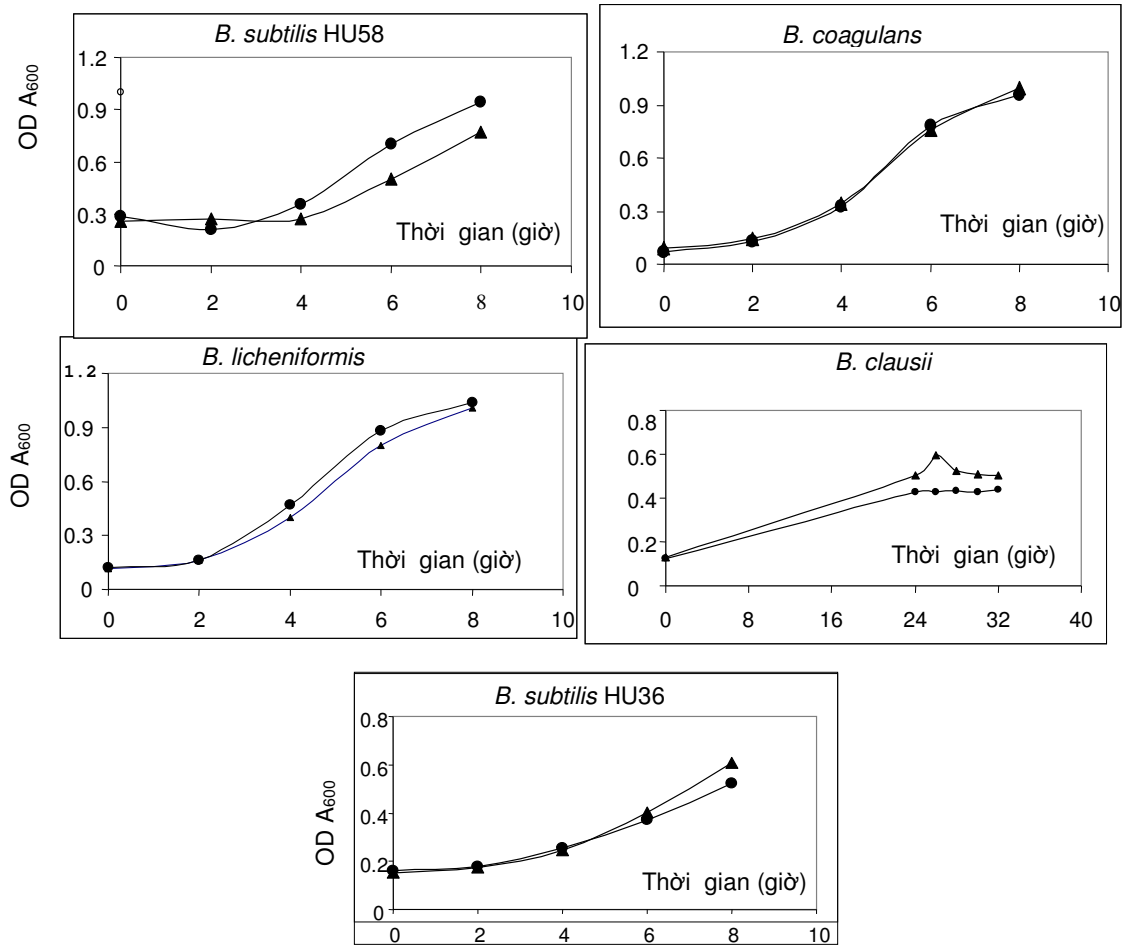 B. subtilis HU58
OD A600
1.2
0.9
0.6
0.3
0
Thời gian (giờ)
0 2 4 6 8 10
B. coagulans
1.2
0.9
0.6
0.3
0
Thời gian (giờ)
0 2 4 6 8 10
B. licheniformis
OD A600
1.2
0.9
0.6
0.3
0
Thời gian (giờ)
0 2 4 6 8 10
B. clausii
0.8
0.6
0.4
0.2
0
Thời gian (giờ)
0 8 16 24 32 40
B. subtilis HU36
OD A600
0.8
0.6
0.4
0.2
0
Thời gian (giờ)
0 2 4 6 8 10